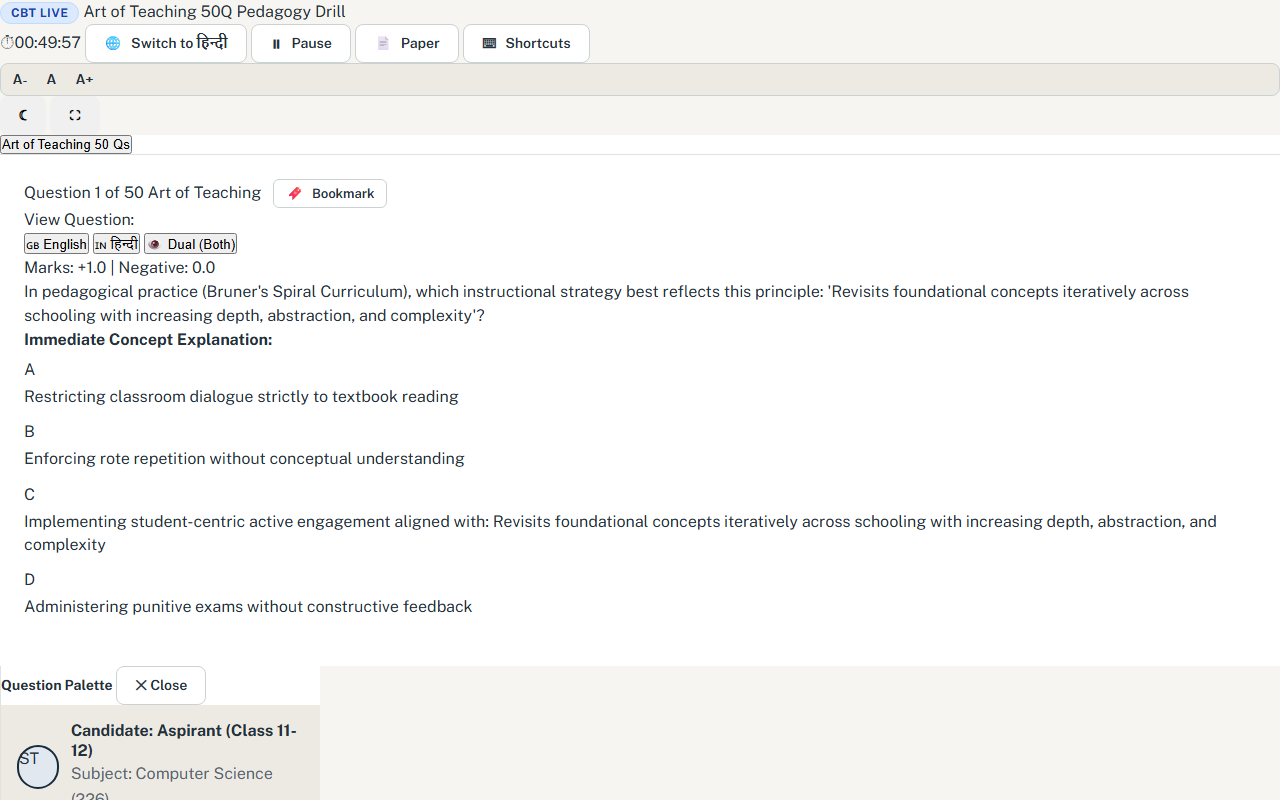 CBT LIVE Art of Teaching 50Q Pedagogy Drill
00:49:57 Switch to हिन्दी Pause Paper Shortcuts
A- A A+
Art of Teaching 50 Qs
Question 1 of 50 Art of Teaching Bookmark
View Question:
GB English IN हिन्दी Dual (Both)
Marks: +1.0 | Negative: 0.0
In pedagogical practice (Bruner's Spiral Curriculum), which instructional strategy best reflects this principle: 'Revisits foundational concepts iteratively across
schooling with increasing depth, abstraction, and complexity'?
Immediate Concept Explanation:
A
Restricting classroom dialogue strictly to textbook reading
B
Enforcing rote repetition without conceptual understanding
C
Implementing student-centric active engagement aligned with: Revisits foundational concepts iteratively across schooling with increasing depth, abstraction, and
complexity
D
Administering punitive exams without constructive feedback
Question Palette Close
Candidate: Aspirant (Class 11-
12)
ST
Subject: Computer Science
(226)